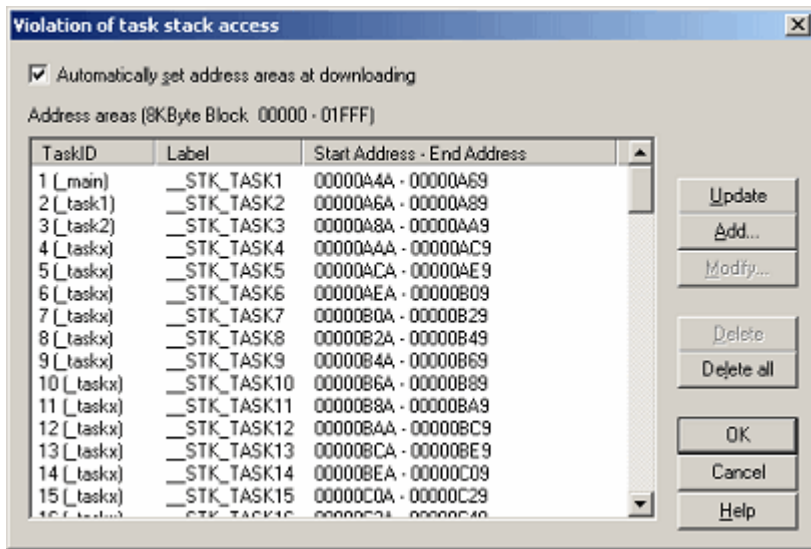 Violation of task stack access
Automatically set address areas at downloading
Address areas (8KByte Block 00000 - 01FFF)
TaskID Label Start Address - End Address
1 (_main) __STK_TASK1 00000A4A - 00000A69
2 (_task1) __STK_TASK2 00000A6A - 00000A89
3 (_task2) __STK_TASK3 00000A8A - 00000AA9
4 (_taskx) __STK_TASK4 00000AAA - 00000AC9
5 (_taskx) __STK_TASK5 00000ACA - 00000AE9
6 (_taskx) __STK_TASK6 00000AEA - 00000B09
7 (_taskx) __STK_TASK7 00000B0A - 00000B29
8 (_taskx) __STK_TASK8 00000B2A - 00000B49
9 (_taskx) __STK_TASK9 00000B4A - 00000B69
10 (_taskx) __STK_TASK10 00000B6A - 00000B89
11 (_taskx) __STK_TASK11 00000B8A - 00000BA9
12 (_taskx) __STK_TASK12 00000BAA - 00000BC9
13 (_taskx) __STK_TASK13 00000BCA - 00000BE9
14 (_taskx) __STK_TASK14 00000BEA - 00000C09
15 (_taskx) __STK_TASK15 00000C0A - 00000C29
Update
Add...
Modify...
Delete
Delete all
OK
Cancel
Help